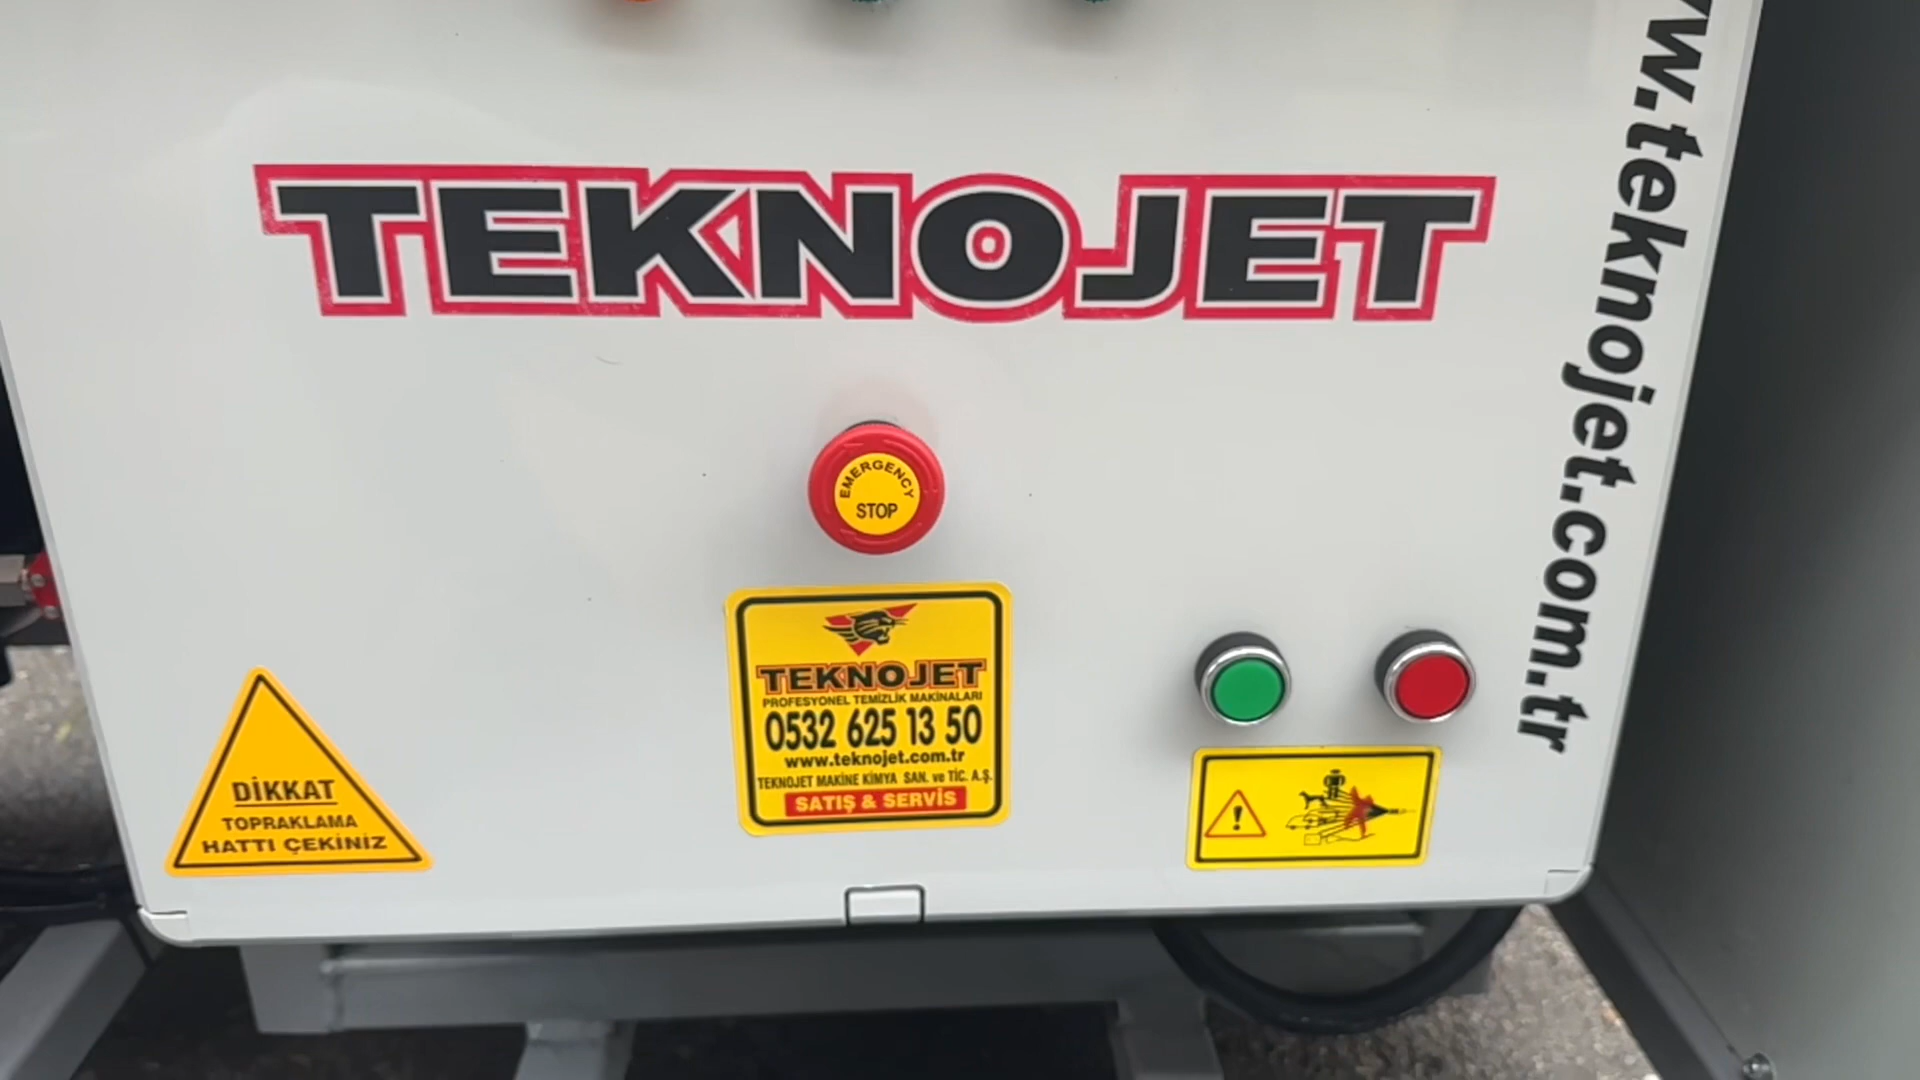 TEKNOJET
EMERGENCY
STOP
TEKNOJET
PROFESYONEL TEMİZLİK MAKİNALARI
0532 625 13 50
www.teknojet.com.tr
TEKNOJET MAKİNE KİMYA SAN. ve TİC. A.Ş.
SATIŞ & SERVİS
DİKKAT
TOPRAKLAMA
HATTI ÇEKİNİZ
w.teknojet.com.tr